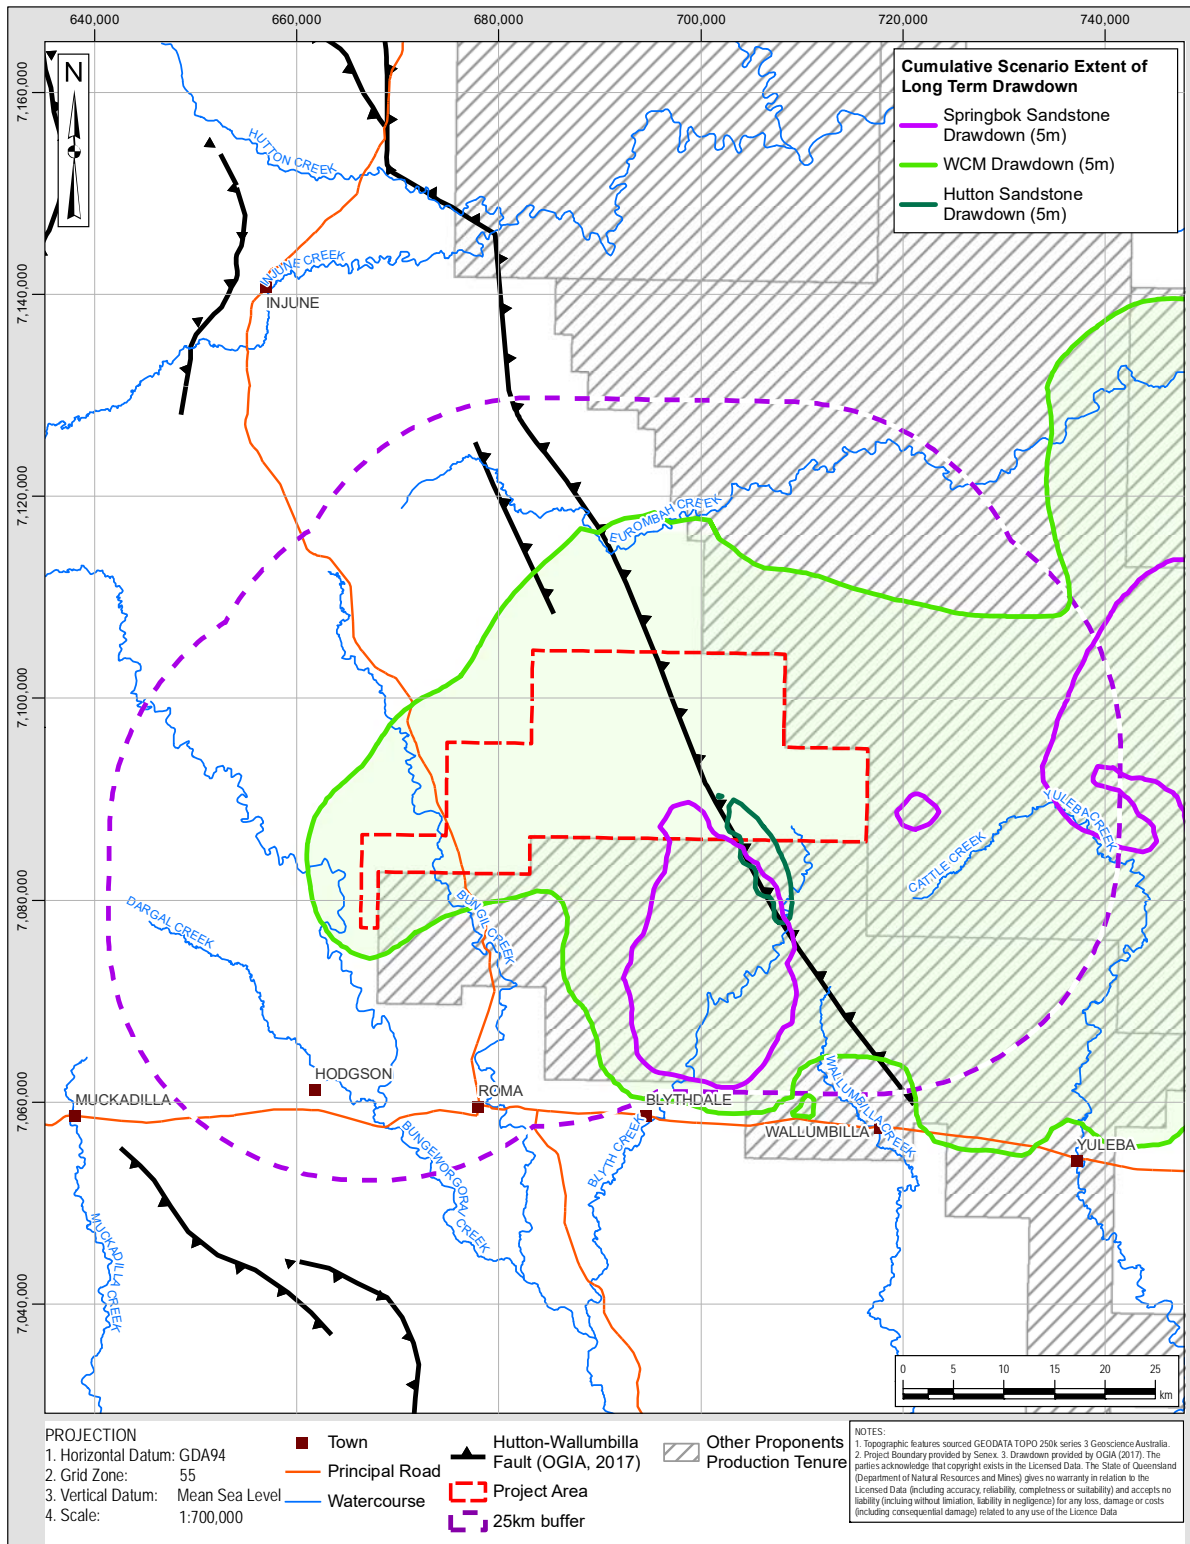 640,000
660,000
680,000
700,000
720,000
740,000
7,160,000
7,140,000
7,120,000
7,100,000
7,080,000
7,060,000
7,040,000
N
Cumulative Scenario Extent of
Long Term Drawdown
Springbok Sandstone
Drawdown (5m)
WCM Drawdown (5m)
Hutton Sandstone
Drawdown (5m)
HUTTON CREEK
INJUNE CREEK
INJUNE
EUROMBAH CREEK
YULEBA CREEK
CATTLE CREEK
BUNGIL CREEK
DARGAL CREEK
HODGSON
MUCKADILLA
ROMA
BLYTHDALE
WALLUMBILLA
WALLUMBILLA CREEK
YULEBA
BLYTH CREEK
BUNGEWORGORAL
CREEK
MUCKADILLA CREEK
0 5 10 15 20 25
km
PROJECTION
1. Horizontal Datum: GDA94
2. Grid Zone: 55
3. Vertical Datum: Mean Sea Level
4. Scale: 1:700,000
Town
Principal Road
Watercourse
Hutton-Wallumbilla
Fault (OGIA, 2017)
Project Area
25km buffer
Other Proponents
Production Tenure
NOTES:
1. Topographic features sourced GEODATA TOPO 250k series 3 Geoscience Australia.
2. Project Boundary provided by Senex. 3. Drawdown provided by OGIA (2017). The
parties acknowledge that copyright exists in the Licensed Data. The State of Queensland
(Department of Natural Resources and Mines) gives no warranty in relation to the
Licensed Data (including accuracy, reliability, completness or suitability) and accepts no
liability (incluing without limiation, liability in negligence) for any loss, damage or costs
(including consequential damage) related to any use of the Licence Data